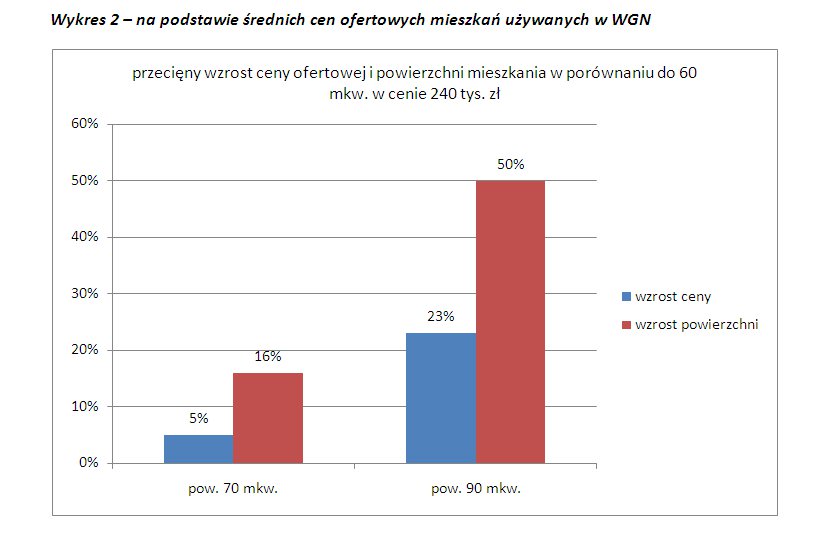 Wykres 2 – na podstawie średnich cen ofertowych mieszkań używanych w WGN
przecięny wzrost ceny ofertowej i powierzchni mieszkania w porównaniu do 60
mkw. w cenie 240 tys. zł
60%
50%
40%
30%
20%
10%
0%
5%
16%
23%
50%
pow. 70 mkw.
pow. 90 mkw.
wzrost ceny
wzrost powierzchni